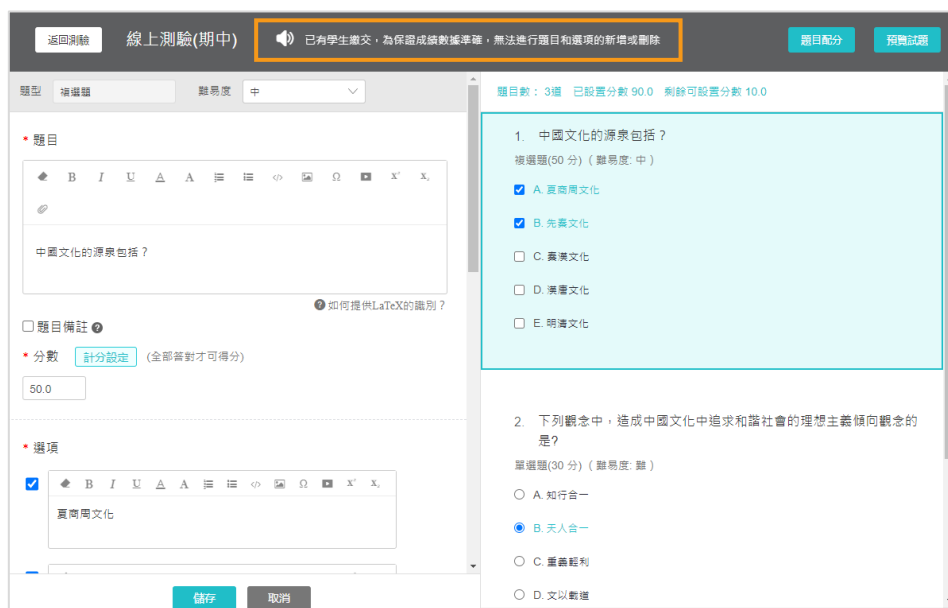 返回測驗 線上測驗(期中) 已有學生繳交，為保證成績數據準確，無法進行題目和選項的新增或刪除 題目配分 預覽試題
題型 複選題 難易度 中
* 題目
B I U A A </> Ω X² X₂
中國文化的源泉包括？
如何提供LaTeX的識別？
題目備註
* 分數 計分設定 (全部答對才可得分)
50.0
* 選項
B I U A A </> Ω X² X₂
夏商周文化
儲存 取消
題目數： 3道 已設置分數 90.0 剩餘可設置分數 10.0
1. 中國文化的源泉包括？
複選題(50 分) ( 難易度: 中 )
A. 夏商周文化
B. 先秦文化
C. 秦漢文化
D. 漢唐文化
E. 明清文化
2. 下列觀念中，造成中國文化中追求和諧社會的理想主義傾向觀念的
是?
單選題(30 分) ( 難易度: 難 )
A. 知行合一
B. 天人合一
C. 重義輕利
D. 文以載道